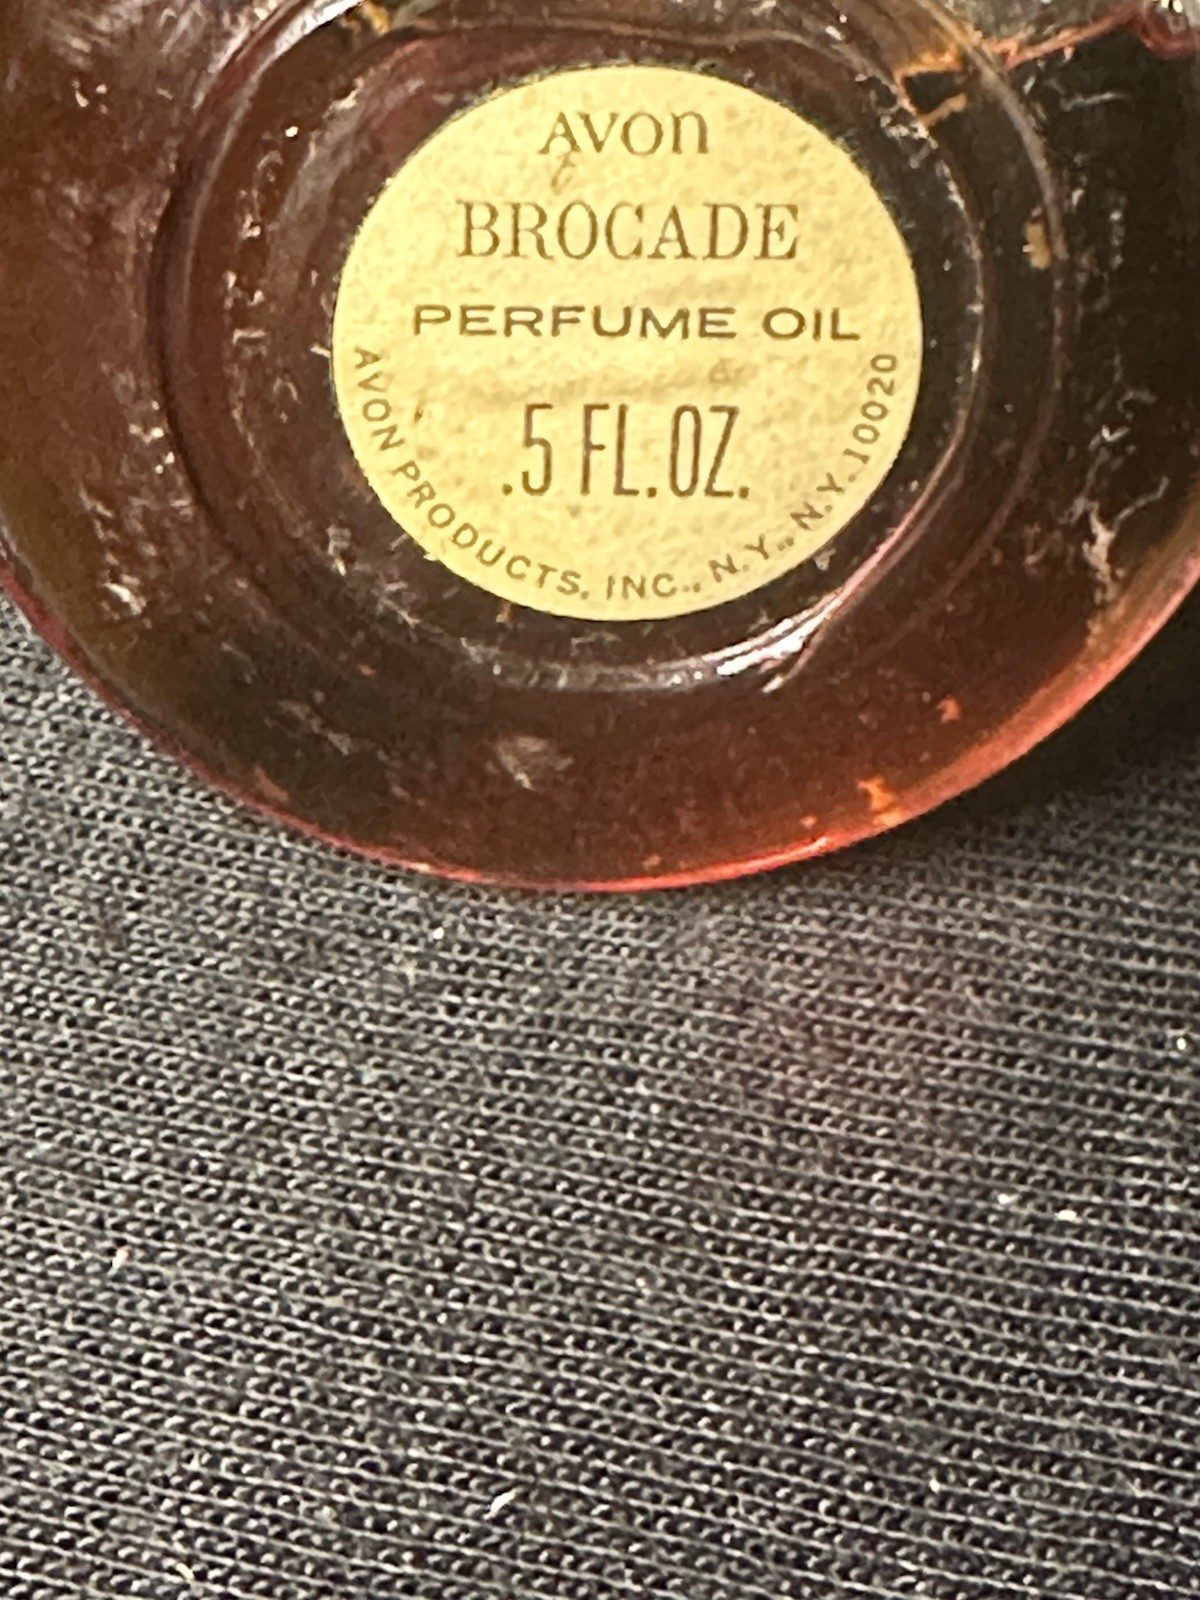 AVON
BROCADE
PERFUME OIL
.5 FL.OZ.
AVON PRODUCTS, INC., N.Y., N.Y. 10020